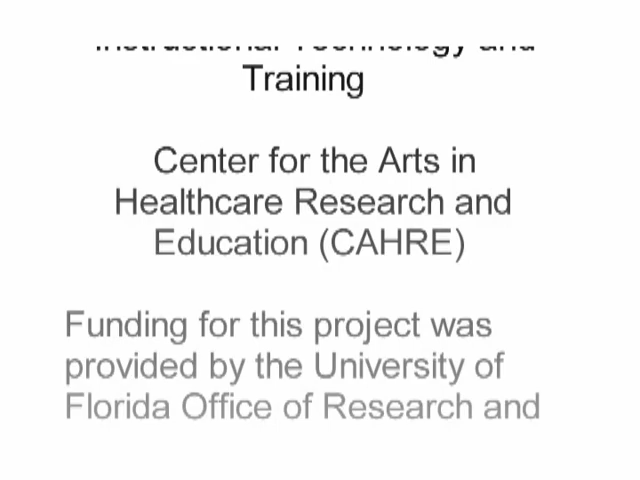 Training
Center for the Arts in
Healthcare Research and
Education (CAHRE)
Funding for this project was
provided by the University of
Florida Office of Research and